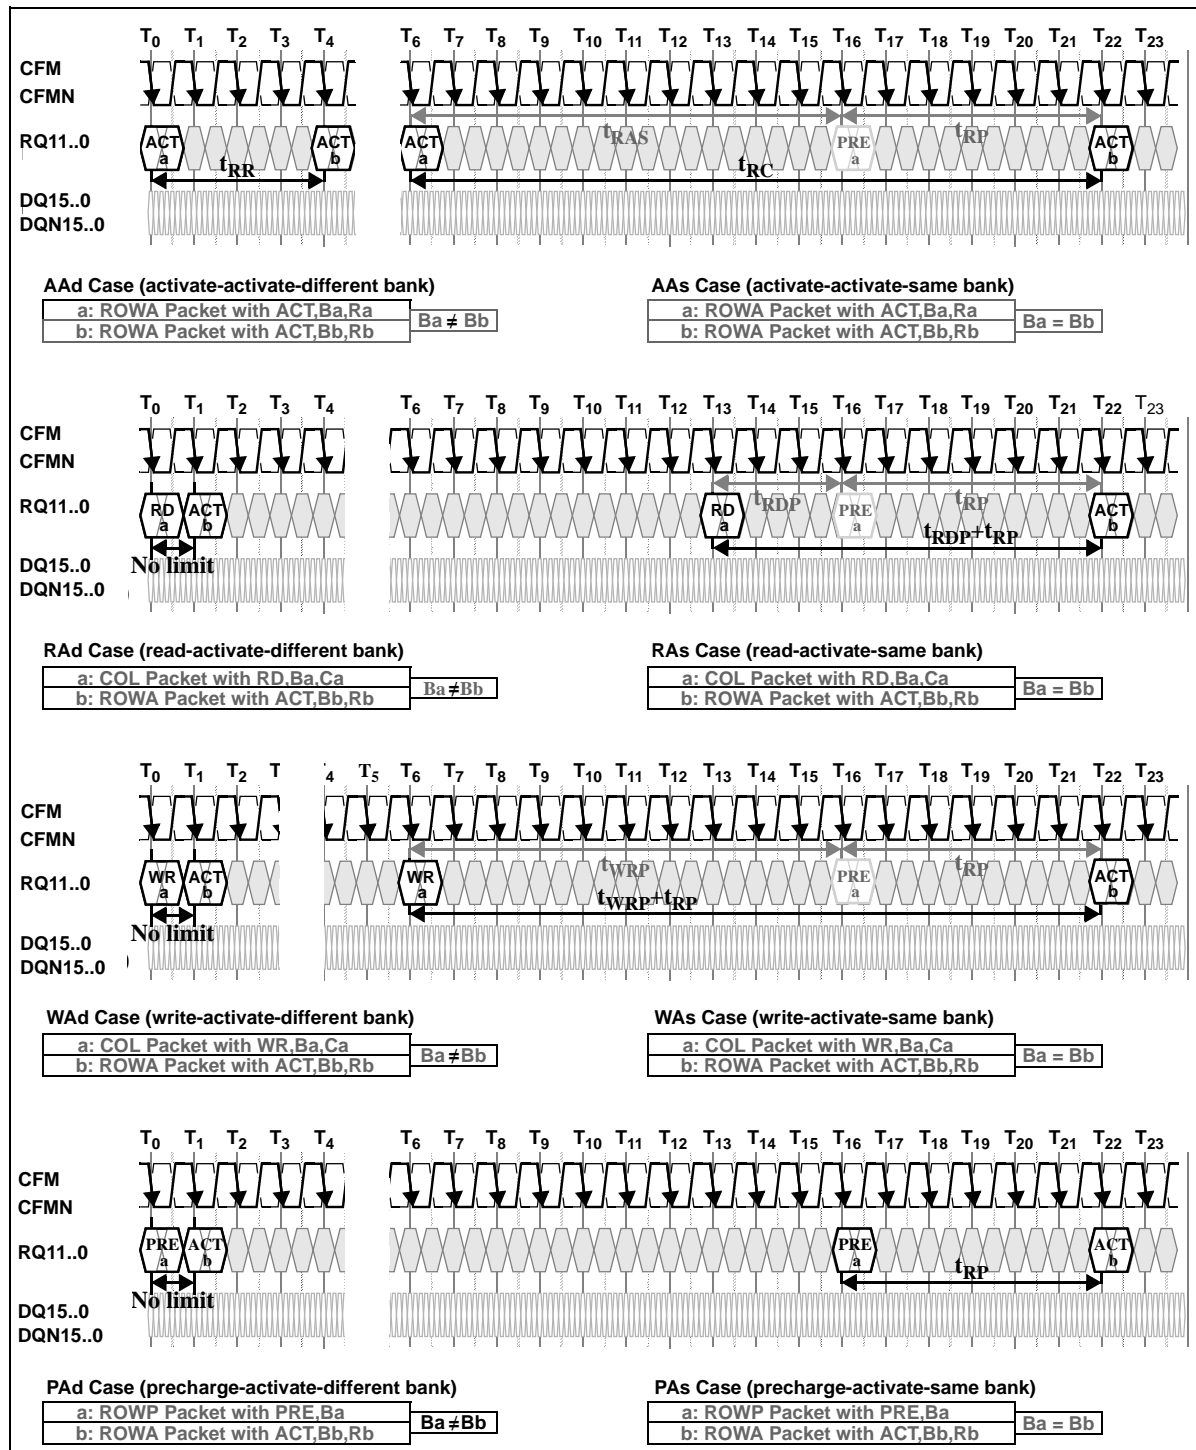 T0 T1 T2 T3 T4 T6 T7 T8 T9 T10 T11 T12 T13 T14 T15 T16 T17 T18 T19 T20 T21 T22 T23
CFM
CFMN
tRAS tRP
RQ11..0 ACT a ACT b ACT a PRE a ACT b
tRR tRC
DQ15..0
DQN15..0
AAd Case (activate-activate-different bank) AAs Case (activate-activate-same bank)
a: ROWA Packet with ACT,Ba,Ra a: ROWA Packet with ACT,Ba,Ra
Ba ≠ Bb Ba = Bb
b: ROWA Packet with ACT,Bb,Rb b: ROWA Packet with ACT,Bb,Rb
T0 T1 T2 T3 T4 T6 T7 T8 T9 T10 T11 T12 T13 T14 T15 T16 T17 T18 T19 T20 T21 T22 T23
CFM
CFMN
tRDP tRP
RQ11..0 RD a ACT b RD a PRE a ACT b
tRDP+tRP
DQ15..0 No limit
DQN15..0
RAd Case (read-activate-different bank) RAs Case (read-activate-same bank)
a: COL Packet with RD,Ba,Ca a: COL Packet with RD,Ba,Ca
Ba≠Bb Ba = Bb
b: ROWA Packet with ACT,Bb,Rb b: ROWA Packet with ACT,Bb,Rb
T0 T1 T2 T 4 T5 T6 T7 T8 T9 T10 T11 T12 T13 T14 T15 T16 T17 T18 T19 T20 T21 T22 T23
CFM
CFMN
tWRP tRP
RQ11..0 WR a ACT b WR a PRE a ACT b
tWRP+tRP
No limit
DQ15..0
DQN15..0
WAd Case (write-activate-different bank) WAs Case (write-activate-same bank)
a: COL Packet with WR,Ba,Ca a: COL Packet with WR,Ba,Ca
Ba≠Bb Ba = Bb
b: ROWA Packet with ACT,Bb,Rb b: ROWA Packet with ACT,Bb,Rb
T0 T1 T2 T3 T4 T6 T7 T8 T9 T10 T11 T12 T13 T14 T15 T16 T17 T18 T19 T20 T21 T22 T23
CFM
CFMN
RQ11..0 PRE a ACT b PRE a ACT b
tRP
No limit
DQ15..0
DQN15..0
PAd Case (precharge-activate-different bank) PAs Case (precharge-activate-same bank)
a: ROWP Packet with PRE,Ba a: ROWP Packet with PRE,Ba
Ba≠Bb Ba = Bb
b: ROWA Packet with ACT,Bb,Rb b: ROWA Packet with ACT,Bb,Rb